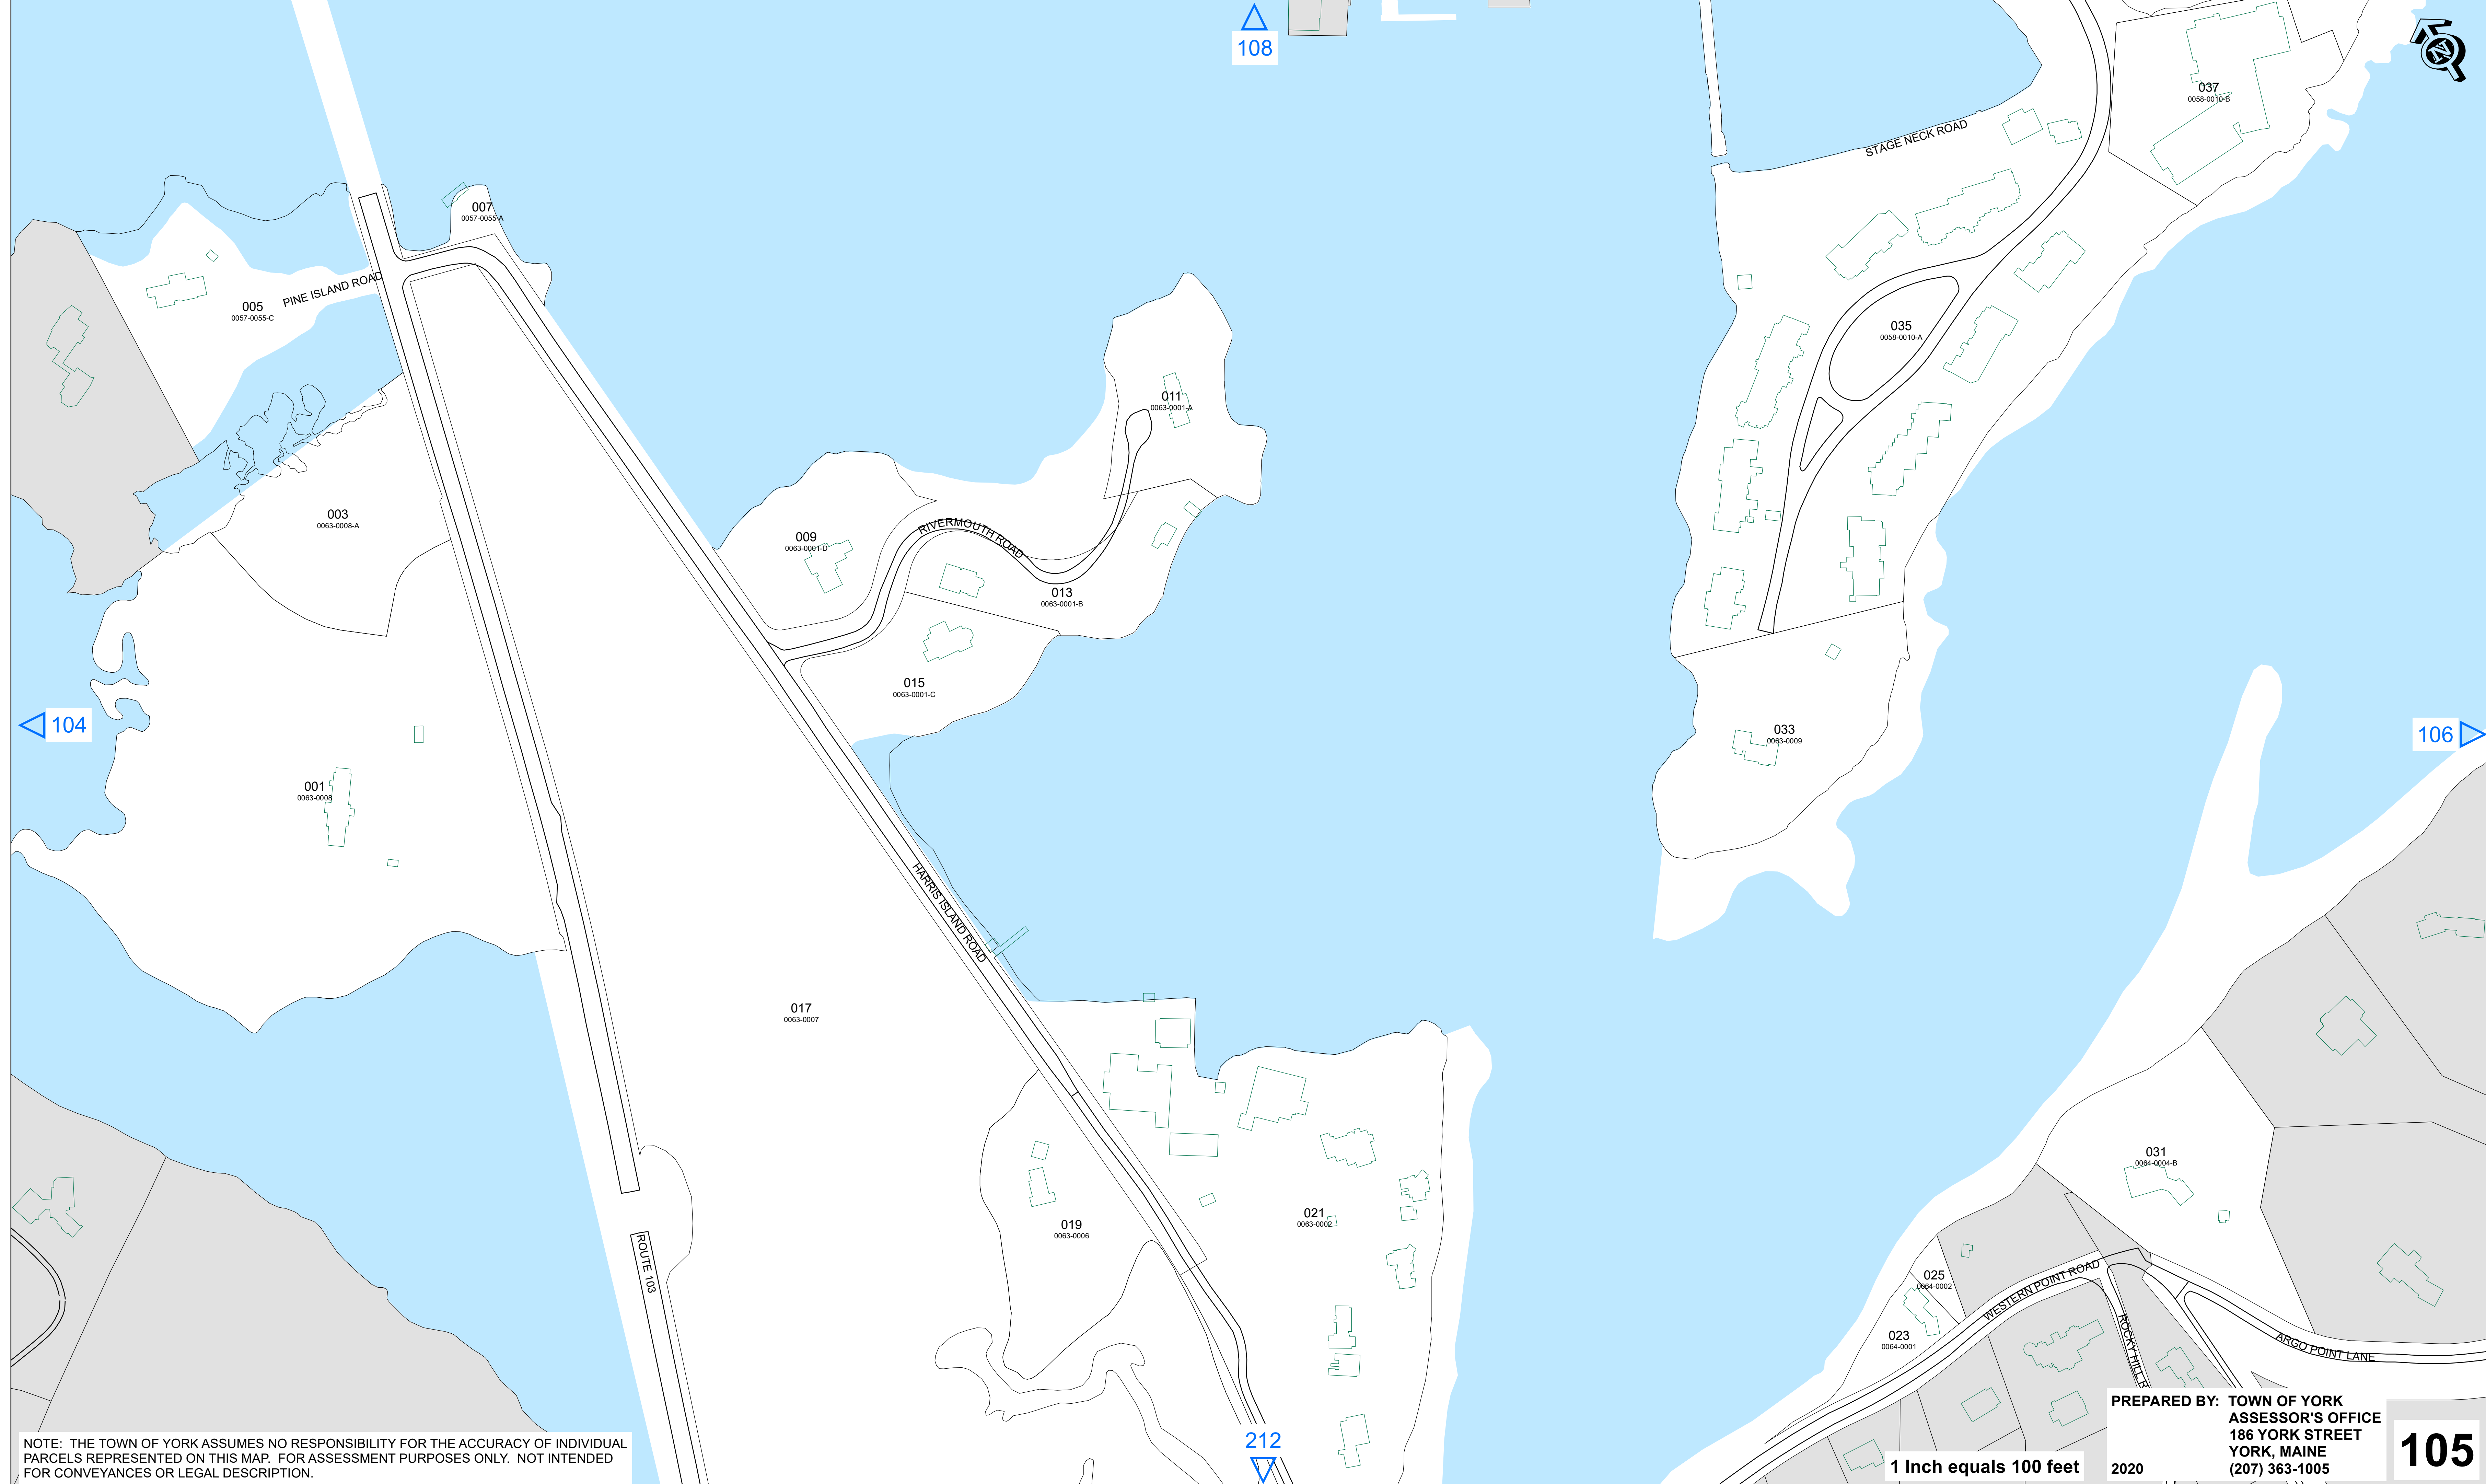 108
N
037
0058-0010-B
STAGE NECK ROAD
007
0057-0055-A
PINE ISLAND ROAD
005
0057-0055-C
035
0058-0010-A
011
0063-0001-A
003
0063-0008-A
009
0063-0001-D
RIVERMOUTH ROAD
013
0063-0001-B
015
0063-0001-C
104
033
0063-0009
106
001
0063-0008
HARRIS ISLAND ROAD
017
0063-0007
031
0064-0004-B
021
0063-0002
019
0063-0006
ROUTE 103
025
0064-0002
WESTERN POINT ROAD
023
0064-0001
ROCKY HILL R
ARGO POINT LANE
212
NOTE: THE TOWN OF YORK ASSUMES NO RESPONSIBILITY FOR THE ACCURACY OF INDIVIDUAL
PARCELS REPRESENTED ON THIS MAP. FOR ASSESSMENT PURPOSES ONLY. NOT INTENDED
FOR CONVEYANCES OR LEGAL DESCRIPTION.
1 Inch equals 100 feet
PREPARED BY: TOWN OF YORK
ASSESSOR'S OFFICE
186 YORK STREET
YORK, MAINE
2020 (207) 363-1005
105